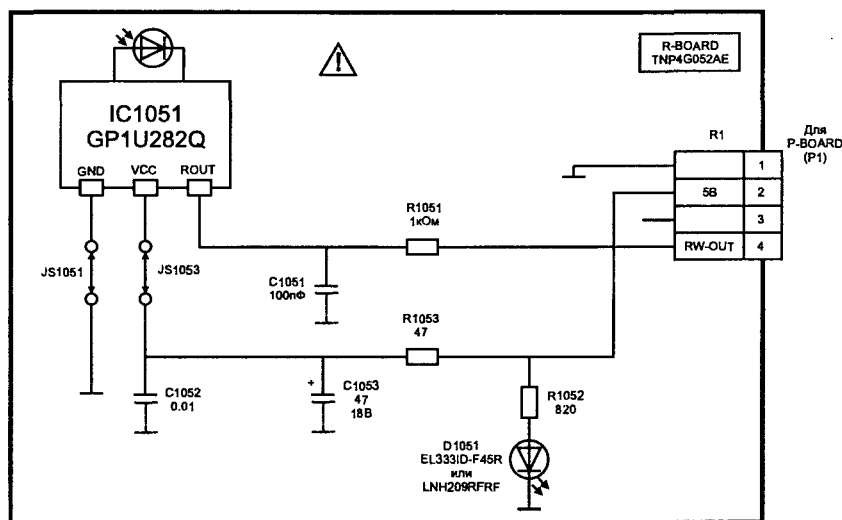 R-BOARD
TNP4G052AE
IC1051
GP1U282Q
GND
VCC
ROUT
R1
Для
P-BOARD
(P1)
1
5В
2
3
RW-OUT
4
R1051
1кОм
JS1051
JS1053
C1051
100пФ
R1053
47
C1052
0.01
+
C1053
47
18В
R1052
820
D1051
EL333ID-F45R
или
LNH209RFRF